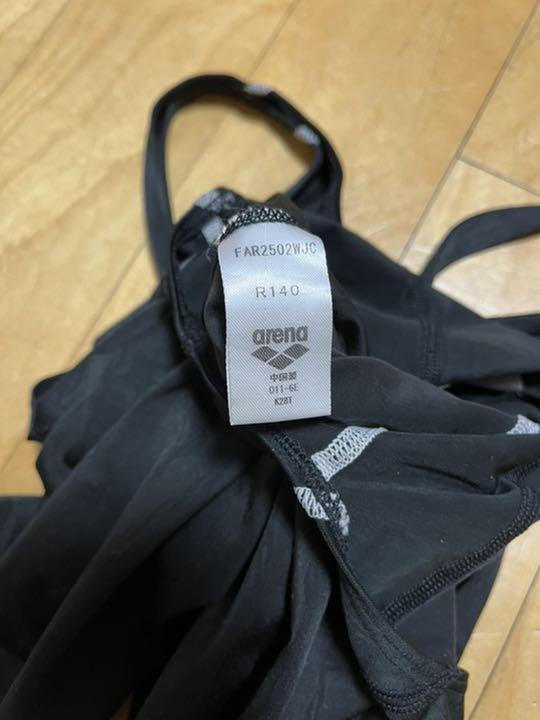 FAR2502WJC
R140
arena
中国製
011-6E
K28T